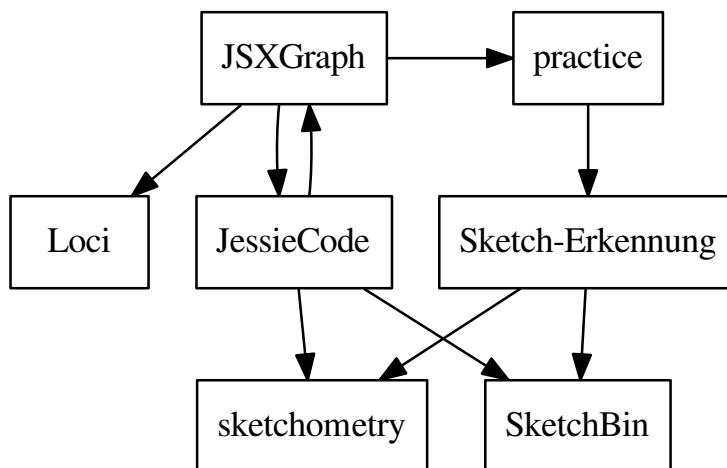 JSXGraph
practice
Loci
JessieCode
Sketch-Erkennung
sketchometry
SketchBin